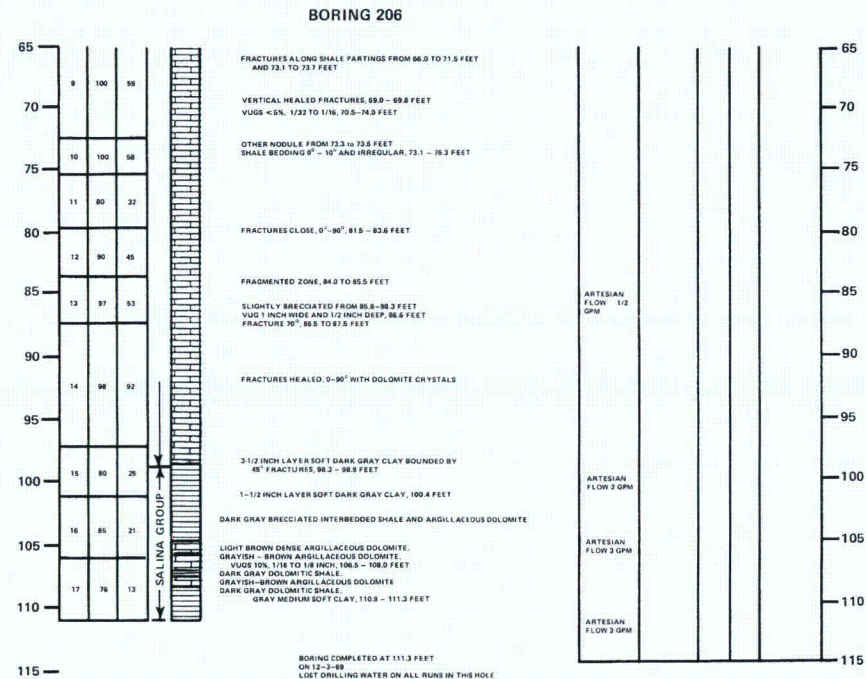 BORING 206
65
70
75
80
85
90
95
100
105
110
115
9 100 59
10 100 58
11 80 32
12 90 45
13 97 53
14 98 92
15 80 25
16 85 21
17 76 13
SALINA GROUP
FRACTURES ALONG SHALE PARTINGS FROM 66.0 TO 71.5 FEET
AND 73.1 TO 73.7 FEET
VERTICAL HEALED FRACTURES, 69.0 – 69.8 FEET
VUGS <5%, 1/32 TO 1/16, 70.5–74.0 FEET
OTHER NODULE FROM 73.3 to 73.6 FEET
SHALE BEDDING 0° – 10° AND IRREGULAR, 73.1 – 75.3 FEET
FRACTURES CLOSE, 0°–90°, 81.5 – 83.6 FEET
FRAGMENTED ZONE, 84.0 TO 85.5 FEET
SLIGHTLY BRECCIATED FROM 85.8–98.3 FEET
VUG 1 INCH WIDE AND 1/2 INCH DEEP, 86.6 FEET
FRACTURE 70°, 86.5 TO 87.5 FEET
FRACTURES HEALED, 0–90° WITH DOLOMITE CRYSTALS
3-1/2 INCH LAYER SOFT DARK GRAY CLAY BOUNDED BY
45° FRACTURES, 98.3 – 98.9 FEET
1–1/2 INCH LAYER SOFT DARK GRAY CLAY, 100.4 FEET
DARK GRAY BRECCIATED INTERBEDDED SHALE AND ARGILLACEOUS DOLOMITE
LIGHT BROWN DENSE ARGILLACEOUS DOLOMITE.
GRAYISH – BROWN ARGILLACEOUS DOLOMITE.
VUGS 10%, 1/16 TO 1/8 INCH, 106.5 – 108.0 FEET
DARK GRAY DOLOMITIC SHALE.
GRAYISH–BROWN ARGILLACEOUS DOLOMITE
DARK GRAY DOLOMITIC SHALE.
GRAY MEDIUM SOFT CLAY, 110.9 – 111.3 FEET
BORING COMPLETED AT 111.3 FEET
ON 12–3–69
LOST DRILLING WATER ON ALL RUNS IN THIS HOLE
ARTESIAN
FLOW 1/2
GPM
ARTESIAN
FLOW 2 GPM
ARTESIAN
FLOW 3 GPM
ARTESIAN
FLOW 3 GPM
65
70
75
80
85
90
95
100
105
110
115